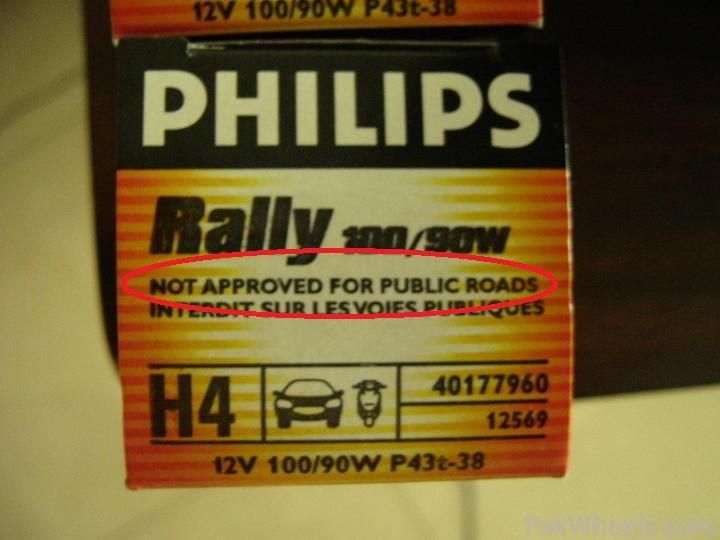 12V 100/90W P43t-38
PHILIPS
Rally 100/90W
NOT APPROVED FOR PUBLIC ROADS
INTERDIT SUR LES VOIES PUBLIQUES
H4
40177960
12569
12V 100/90W P43t-38
PakWheels.com